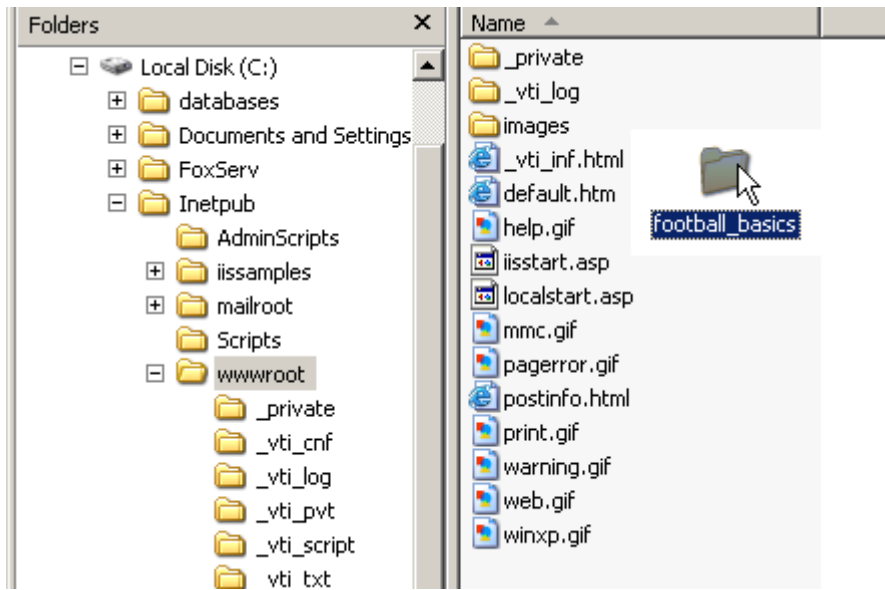 Folders
Local Disk (C:)
databases
Documents and Settings
FoxServ
Inetpub
AdminScripts
iissamples
mailroot
Scripts
wwwroot
_private
_vti_cnf
_vti_log
_vti_pvt
_vti_script
_vti_txt
Name
_private
_vti_log
images
_vti_inf.html
default.htm
help.gif
iisstart.asp
localstart.asp
mmc.gif
pagerror.gif
postinfo.html
print.gif
warning.gif
web.gif
winxp.gif
football_basics